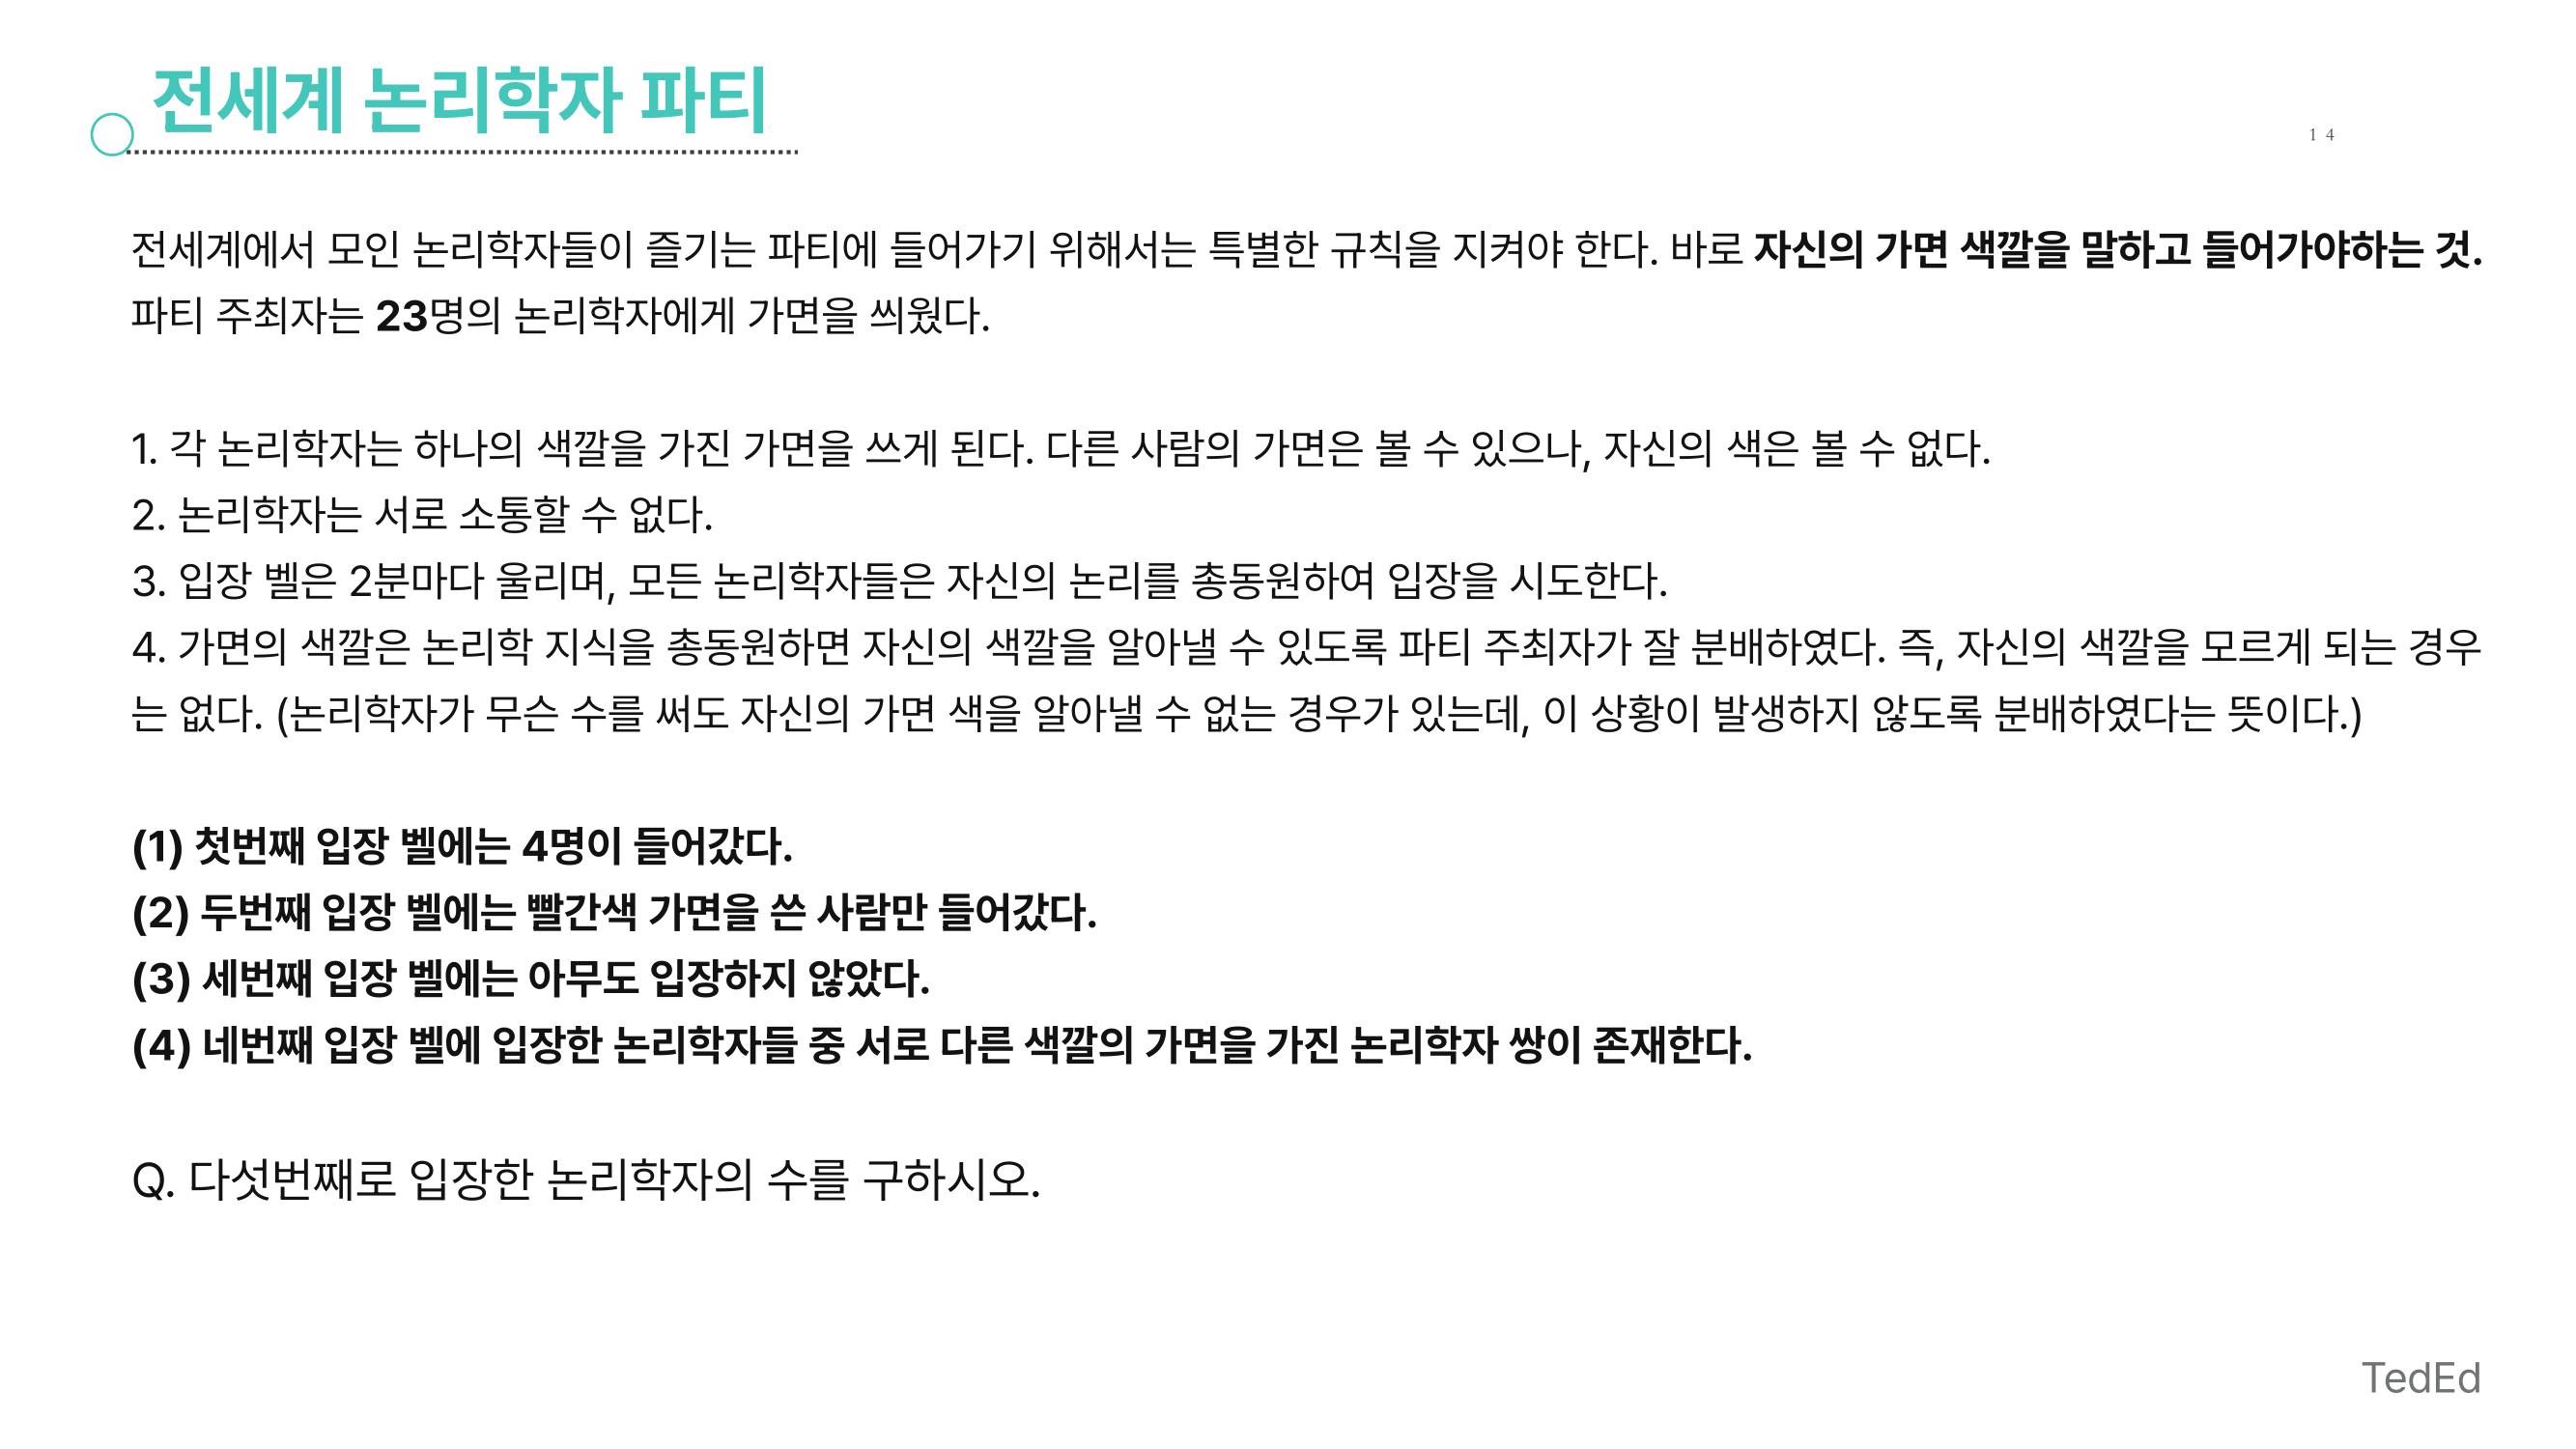 전세계 논리학자 파티
14
전세계에서 모인 논리학자들이 즐기는 파티에 들어가기 위해서는 특별한 규칙을 지켜야 한다. 바로 자신의 가면 색깔을 말하고 들어가야하는 것.
파티 주최자는 23명의 논리학자에게 가면을 씌웠다.
1. 각 논리학자는 하나의 색깔을 가진 가면을 쓰게 된다. 다른 사람의 가면은 볼 수 있으나, 자신의 색은 볼 수 없다.
2. 논리학자는 서로 소통할 수 없다.
3. 입장 벨은 2분마다 울리며, 모든 논리학자들은 자신의 논리를 총동원하여 입장을 시도한다.
4. 가면의 색깔은 논리학 지식을 총동원하면 자신의 색깔을 알아낼 수 있도록 파티 주최자가 잘 분배하였다. 즉, 자신의 색깔을 모르게 되는 경우
는 없다. (논리학자가 무슨 수를 써도 자신의 가면 색을 알아낼 수 없는 경우가 있는데, 이 상황이 발생하지 않도록 분배하였다는 뜻이다.)
(1) 첫번째 입장 벨에는 4명이 들어갔다.
(2) 두번째 입장 벨에는 빨간색 가면을 쓴 사람만 들어갔다.
(3) 세번째 입장 벨에는 아무도 입장하지 않았다.
(4) 네번째 입장 벨에 입장한 논리학자들 중 서로 다른 색깔의 가면을 가진 논리학자 쌍이 존재한다.
Q. 다섯번째로 입장한 논리학자의 수를 구하시오.
TedEd